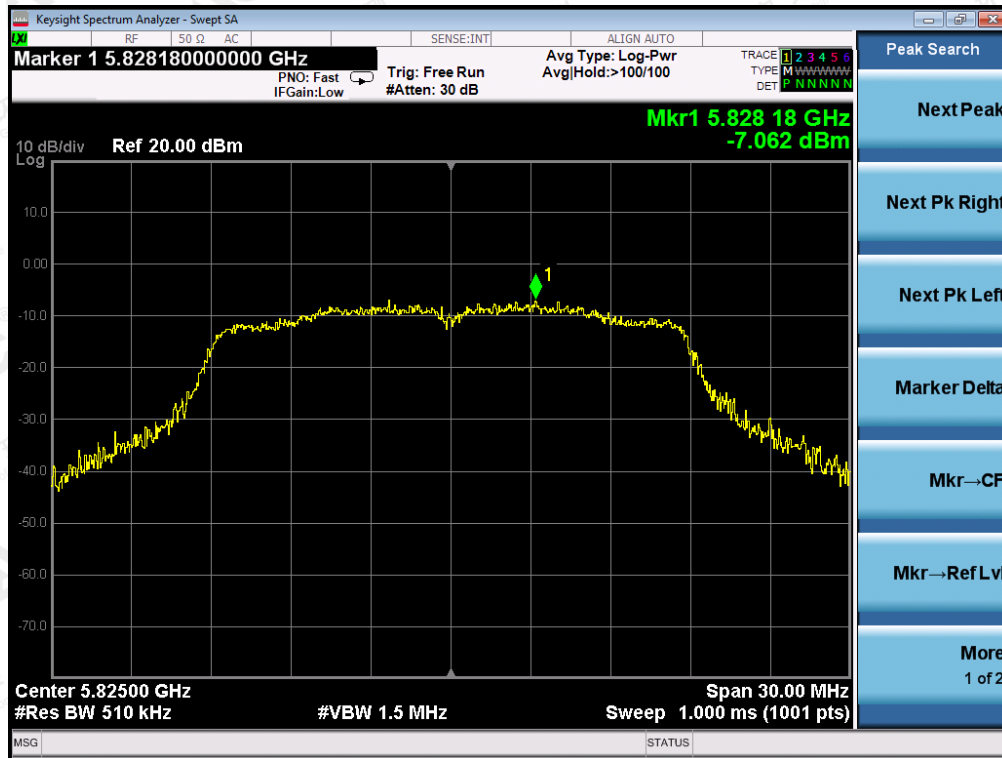 Keysight Spectrum Analyzer - Swept SA
LXI RF 50 Ω AC SENSE:INT ALIGN AUTO
Marker 1 5.828180000000 GHz
PNO: Fast
IFGain:Low
Trig: Free Run
#Atten: 30 dB
Avg Type: Log-Pwr
Avg|Hold:>100/100
TRACE 1 2 3 4 5 6
TYPE M WWWWW
DET P N N N N N
Mkr1 5.828 18 GHz
-7.062 dBm
10 dB/div Ref 20.00 dBm
Log
10.0
0.00
-10.0
-20.0
-30.0
-40.0
-50.0
-60.0
-70.0
1
Center 5.82500 GHz Span 30.00 MHz
#Res BW 510 kHz #VBW 1.5 MHz Sweep 1.000 ms (1001 pts)
MSG STATUS
Peak Search
Next Peak
Next Pk Right
Next Pk Left
Marker Delta
Mkr→CF
Mkr→Ref Lvl
More
1 of 2